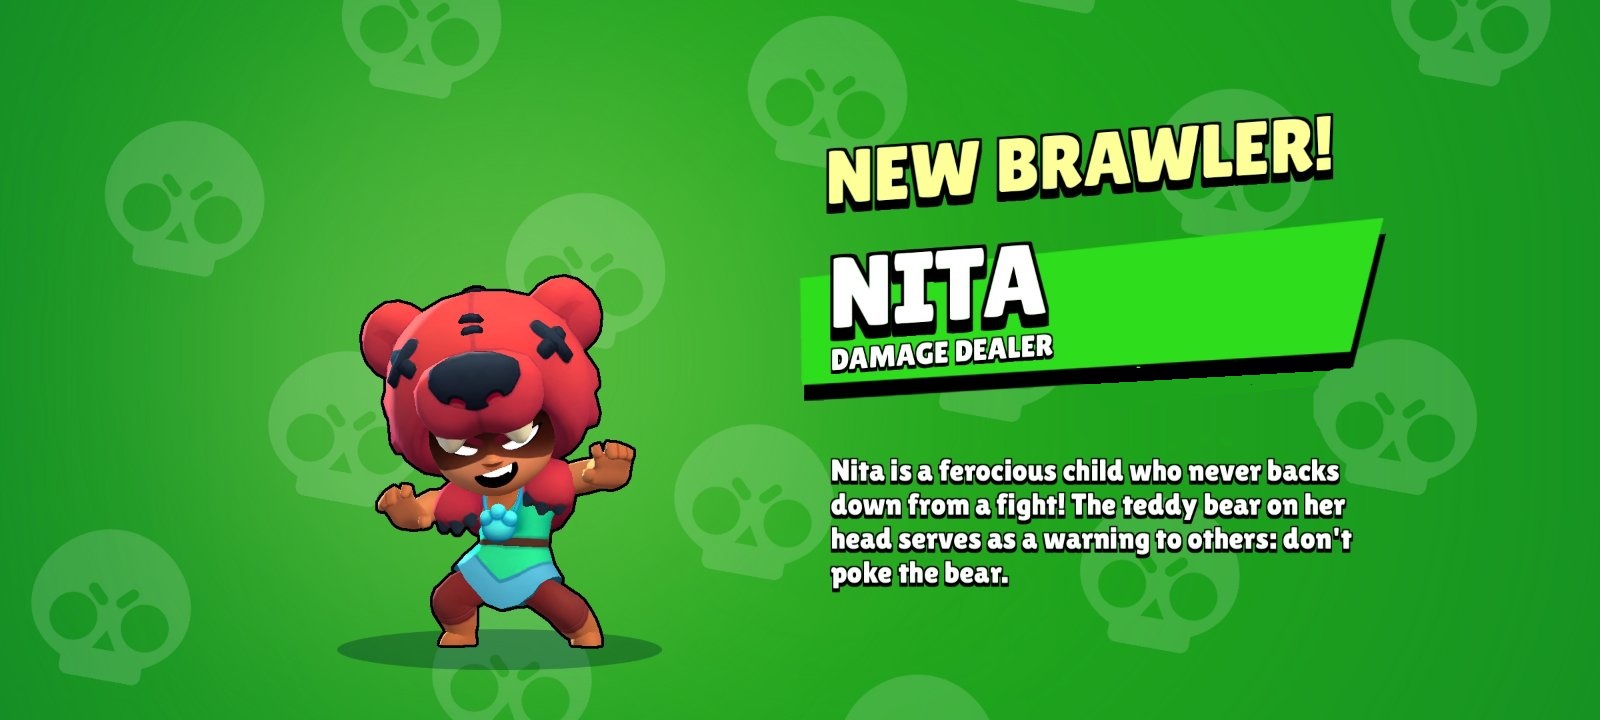 NEW BRAWLER!
NITA
DAMAGE DEALER
Nita is a ferocious child who never backs
down from a fight! The teddy bear on her
head serves as a warning to others: don't
poke the bear.